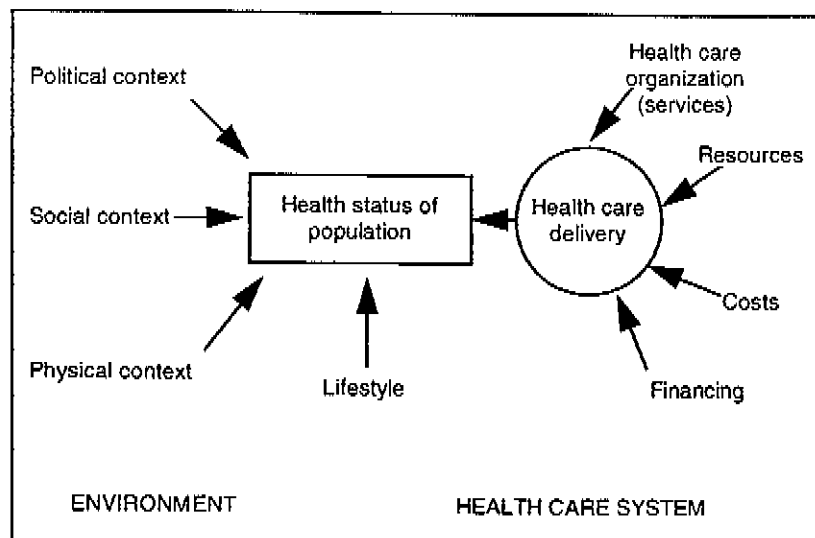 Political context
Social context
Physical context
Health status of
population
Lifestyle
Health care
organization
(services)
Resources
Health care
delivery
Costs
Financing
ENVIRONMENT
HEALTH CARE SYSTEM